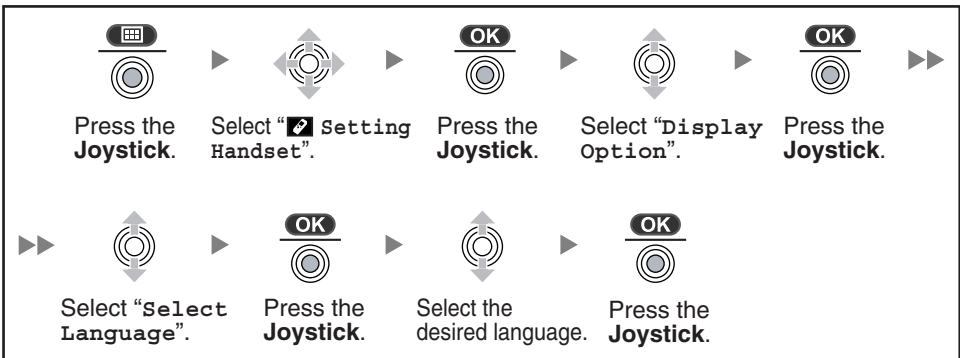 OK OK OK
Press the Select “ Setting Press the Select “Display Press the
Joystick. Handset”. Joystick. Option”. Joystick.
OK OK
Select “Select Press the Select the Press the
Language”. Joystick. desired language. Joystick.